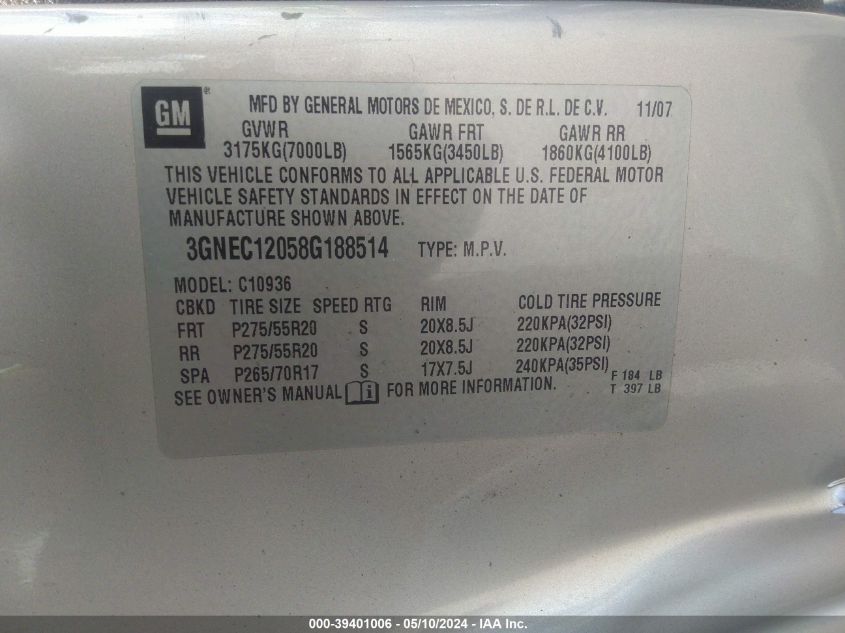 GM ® MFD BY GENERAL MOTORS DE MEXICO, S. DE R.L. DE C.V. 11/07
GVWR GAWR FRT GAWR RR
3175KG(7000LB) 1565KG(3450LB) 1860KG(4100LB)
THIS VEHICLE CONFORMS TO ALL APPLICABLE U.S. FEDERAL MOTOR
VEHICLE SAFETY STANDARDS IN EFFECT ON THE DATE OF
MANUFACTURE SHOWN ABOVE.
3GNEC12058G188514 TYPE: M.P.V.
MODEL: C10936
CBKD TIRE SIZE SPEED RTG RIM COLD TIRE PRESSURE
FRT P275/55R20 S 20X8.5J 220KPA(32PSI)
RR P275/55R20 S 20X8.5J 220KPA(32PSI)
SPA P265/70R17 S 17X7.5J 240KPA(35PSI) F 184 LB
SEE OWNER'S MANUAL i FOR MORE INFORMATION. T 397 LB
000-39401006 - 05/10/2024 - IAA Inc.